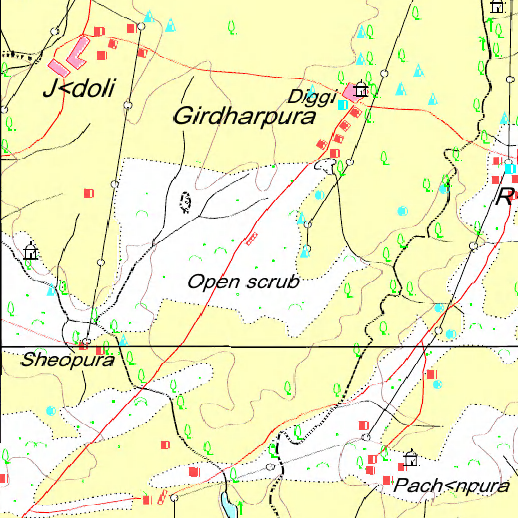 J<doli
Diggi
Girdharpura
R
Open scrub
Sheopura
Pach<npura